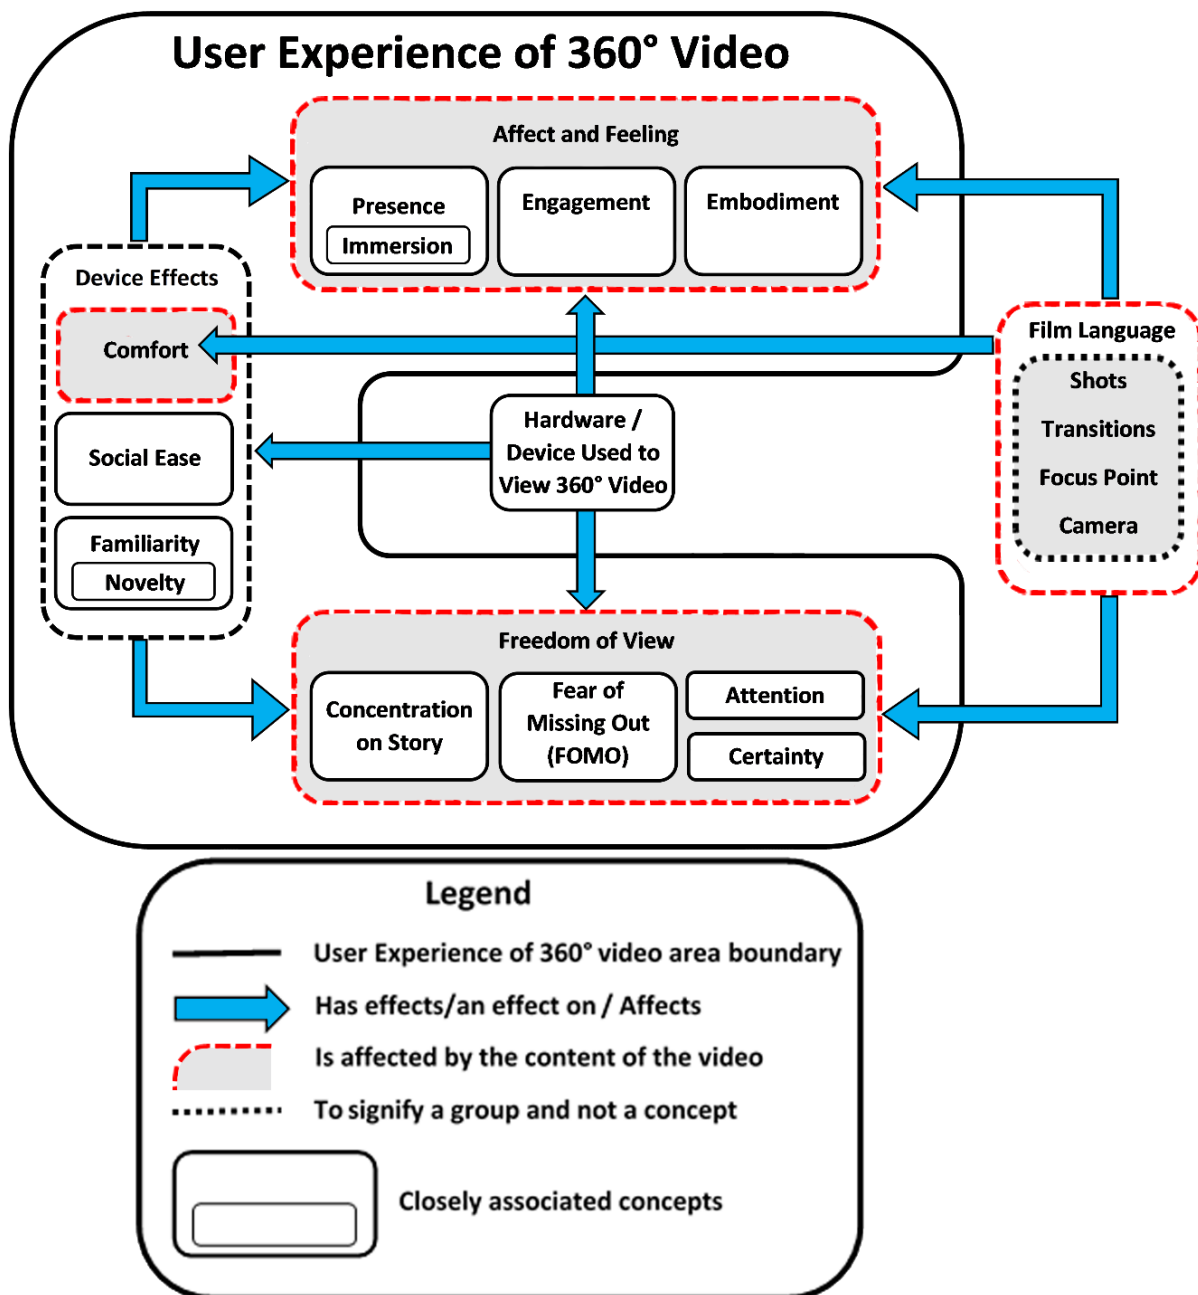 User Experience of 360° Video
Affect and Feeling
Presence
Immersion
Engagement
Embodiment
Device Effects
Comfort
Social Ease
Familiarity
Novelty
Hardware /
Device Used to
View 360° Video
Film Language
Shots
Transitions
Focus Point
Camera
Freedom of View
Concentration
on Story
Fear of
Missing Out
(FOMO)
Attention
Certainty
Legend
User Experience of 360° video area boundary
Has effects/an effect on / Affects
Is affected by the content of the video
To signify a group and not a concept
Closely associated concepts